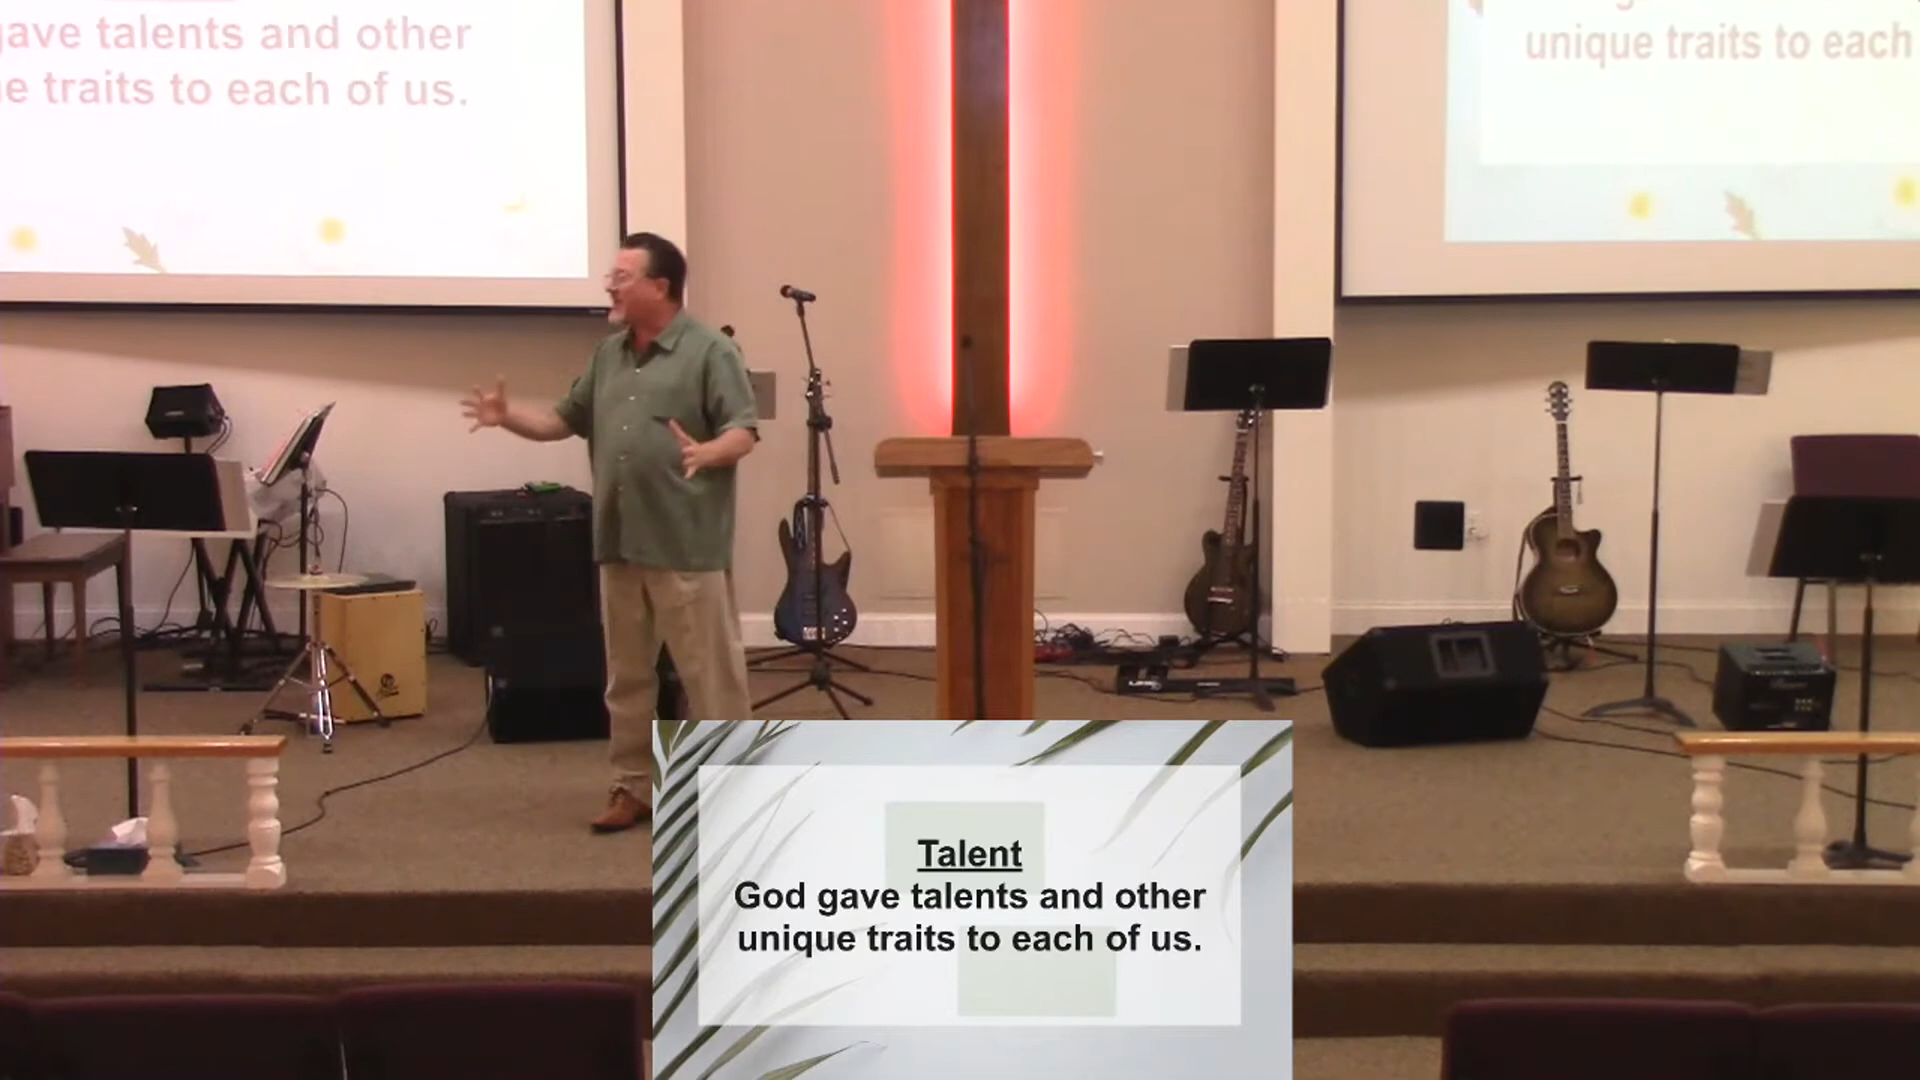 gave talents and other
e traits to each of us.
unique traits to each
Talent
God gave talents and other
unique traits to each of us.